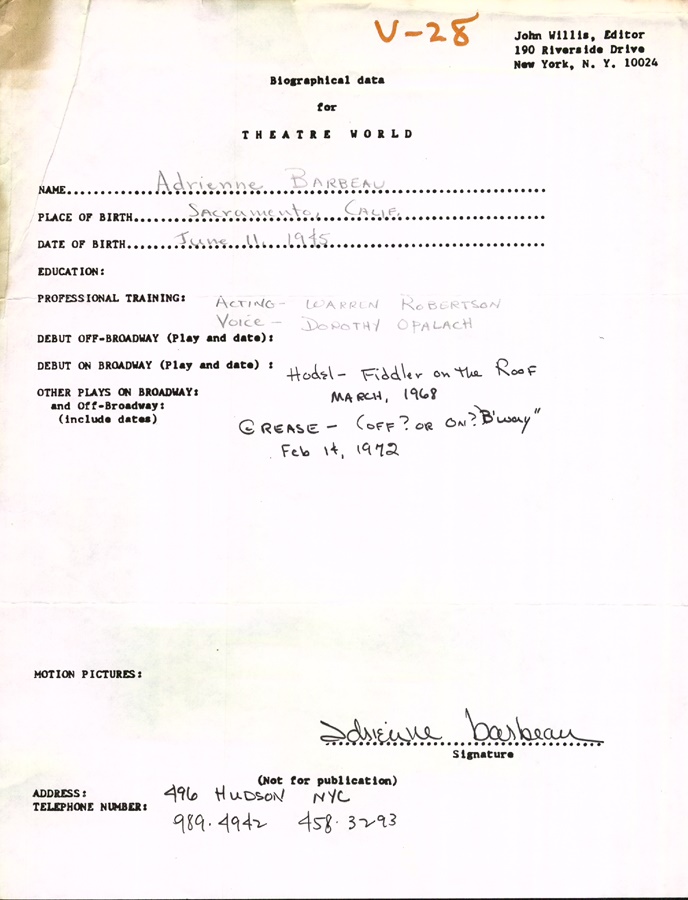 V-28
John Willis, Editor
190 Riverside Drive
New York, N. Y. 10024
Biographical data
for
THEATRE WORLD
NAME Adrienne BARBEAU
PLACE OF BIRTH Sacramento, CALIF.
DATE OF BIRTH June 11, 1945
EDUCATION:
PROFESSIONAL TRAINING: ACTING- WARREN ROBERTSON
VOICE - DOROTHY OPALACH
DEBUT OFF-BROADWAY (Play and date):
DEBUT ON BROADWAY (Play and date) : Hodel- Fiddler on the Roof
MARCH, 1968
OTHER PLAYS ON BROADWAY:
and Off-Broadway:
(include dates)
GREASE - (OFF? OR ON? B'way"
Feb 14, 1972
MOTION PICTURES:
adrienne barbeau
Signature
(Not for publication)
ADDRESS: 496 HUDSON NYC
TELEPHONE NUMBER: 989.4942 458.3293